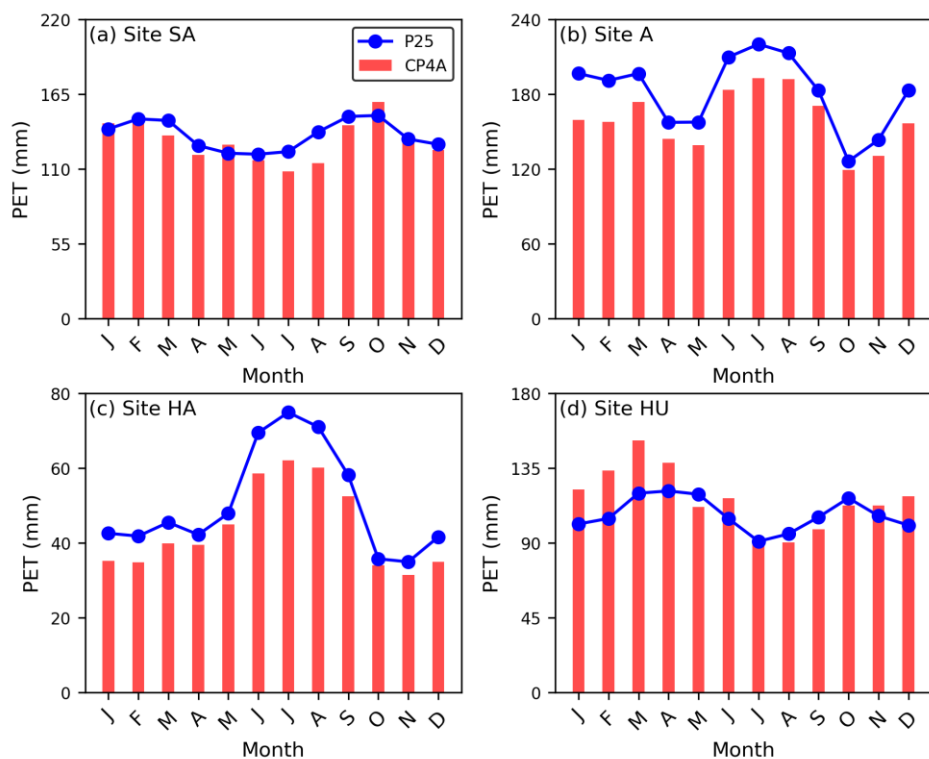 (a) Site SA
P25
CP4A
PET (mm)
220
165
110
55
0
J F M A M J J A S O N D
Month
(b) Site A
PET (mm)
240
180
120
60
0
J F M A M J J A S O N D
Month
(c) Site HA
PET (mm)
80
60
40
20
0
J F M A M J J A S O N D
Month
(d) Site HU
PET (mm)
180
135
90
45
0
J F M A M J J A S O N D
Month